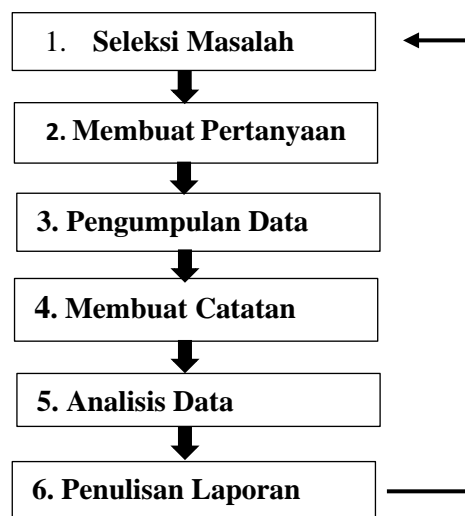 1. Seleksi Masalah
2. Membuat Pertanyaan
3. Pengumpulan Data
4. Membuat Catatan
5. Analisis Data
6. Penulisan Laporan